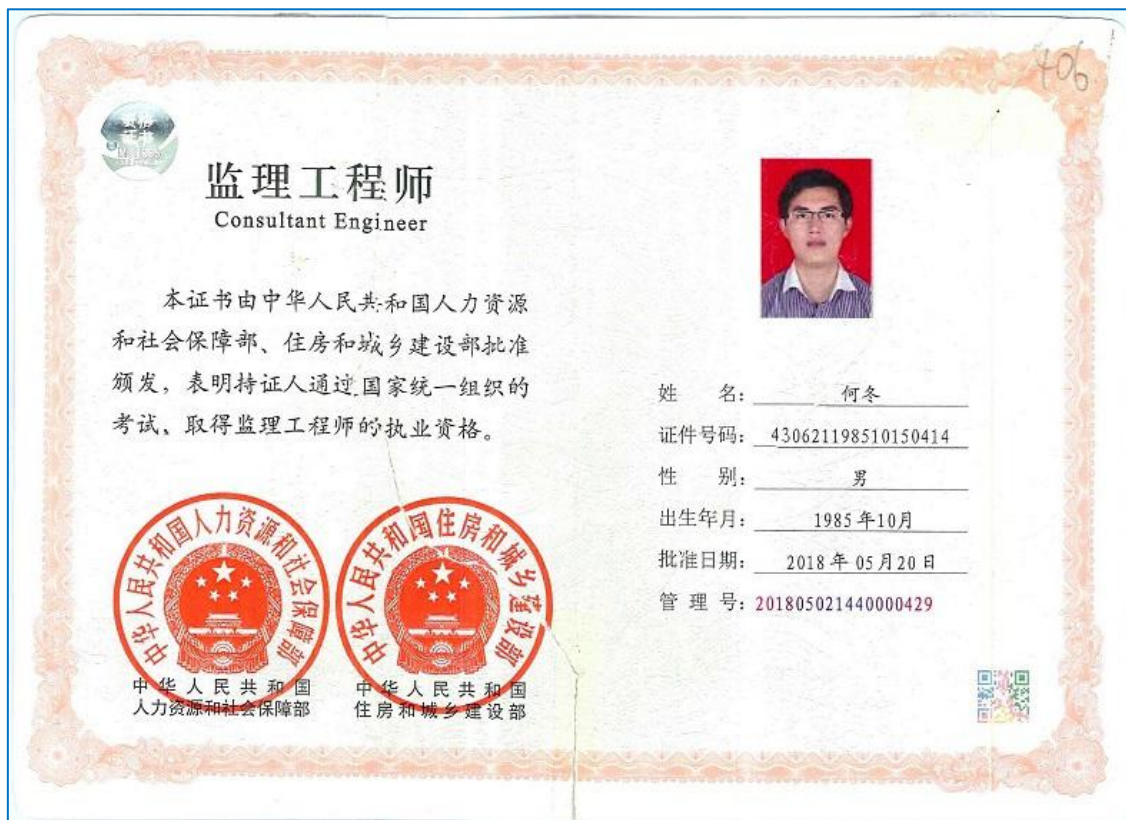 406
监理工程师
Consultant Engineer
本证书由中华人民共和国人力资源
和社会保障部、住房和城乡建设部批准
颁发，表明持证人通过国家统一组织的
考试、取得监理工程师的执业资格。
中华人民共和国人力资源和社会保障部
中华人民共和国住房和城乡建设部
中华人民共和国
人力资源和社会保障部
中华人民共和国
住房和城乡建设部
姓名：何冬
证件号码：430621198510150414
性别：男
出生年月：1985年10月
批准日期：2018年05月20日
管理号：201805021440000429